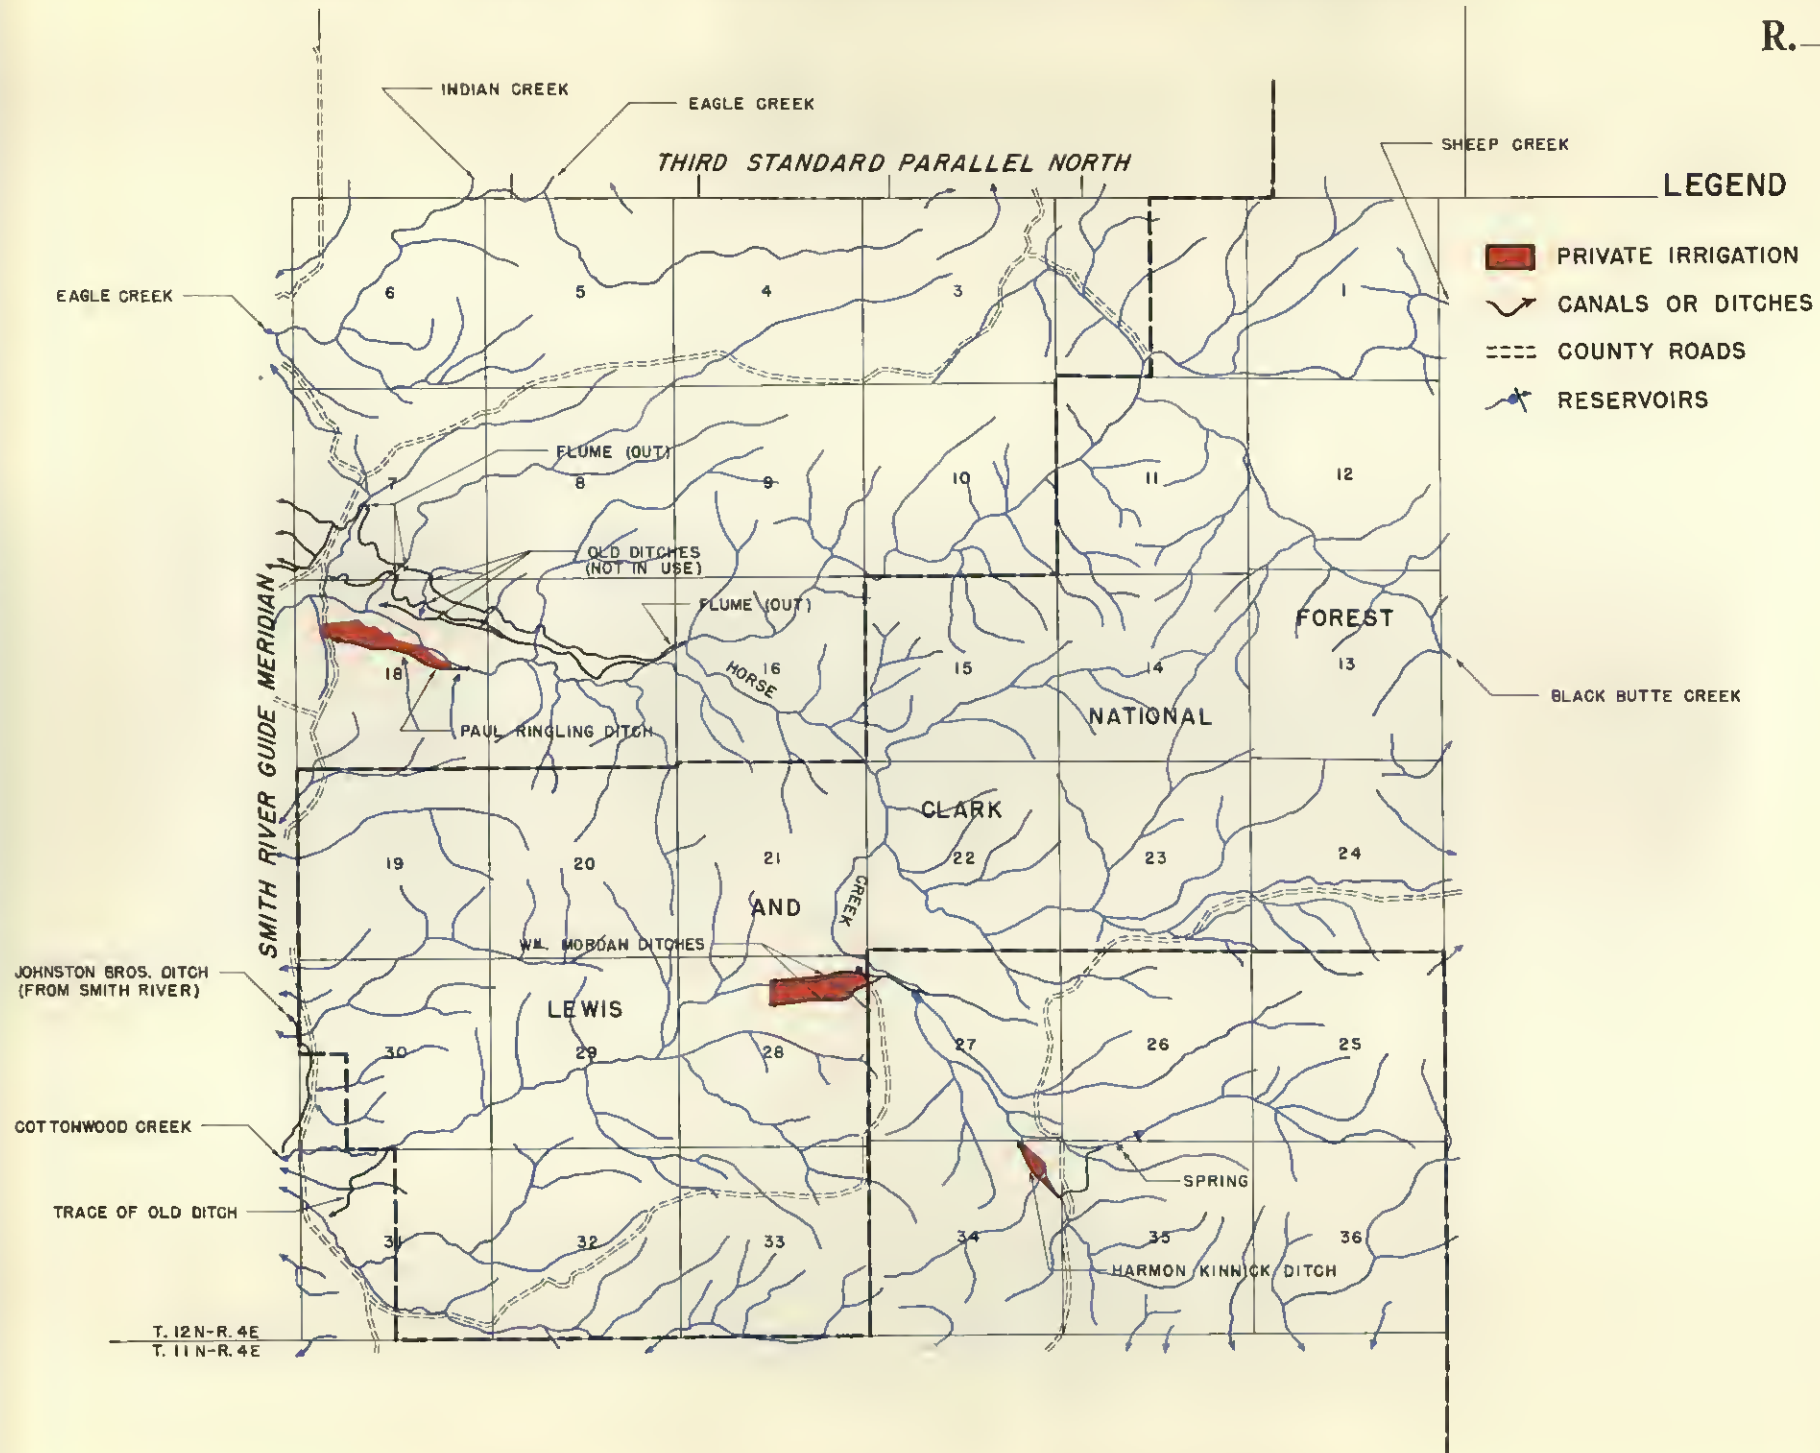 R.
INDIAN CREEK
EAGLE CREEK
THIRD STANDARD PARALLEL NORTH
SHEEP CREEK
LEGEND
PRIVATE IRRIGATION
CANALS OR DITCHES
COUNTY ROADS
RESERVOIRS
EAGLE CREEK
6
5
4
3
1
FLUME (OUT)
7
8
9
10
11
12
OLD DITCHES
(NOT IN USE)
FLUME (OUT)
SMITH RIVER GUIDE MERIDIAN
FOREST
18
HORSE
16
15
14
13
BLACK BUTTE CREEK
NATIONAL
PAUL RINGLING DITCH
CLARK
19
20
21
22
23
24
CREEK
AND
WM. MORDAH DITCHES
JOHNSTON BROS. DITCH
(FROM SMITH RIVER)
LEWIS
30
29
28
27
26
25
COTTONWOOD CREEK
SPRING
TRACE OF OLD DITCH
31
32
33
34
35
36
HARMON KINNICK DITCH
T. 12N-R. 4E
T. 11N-R. 4E